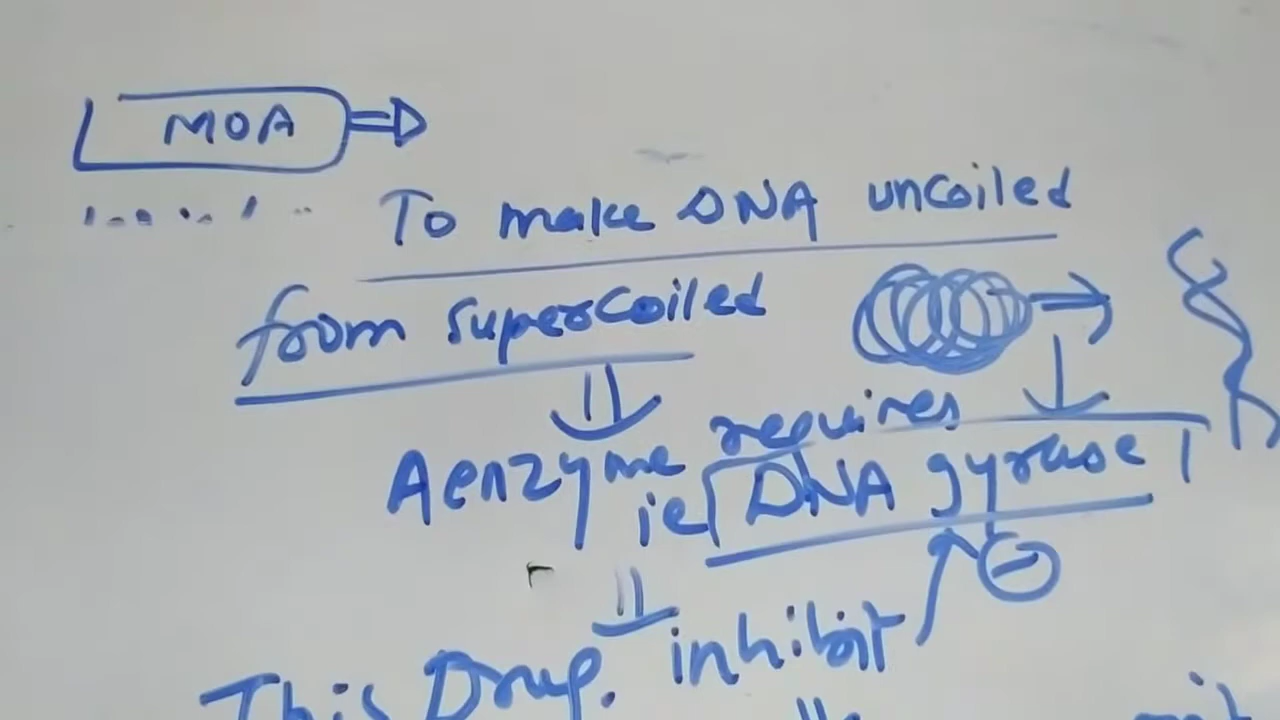 MOA
To make DNA uncoiled
from supercoiled
A enzyme requires
ie DNA gyrase
This Drug. inhibit